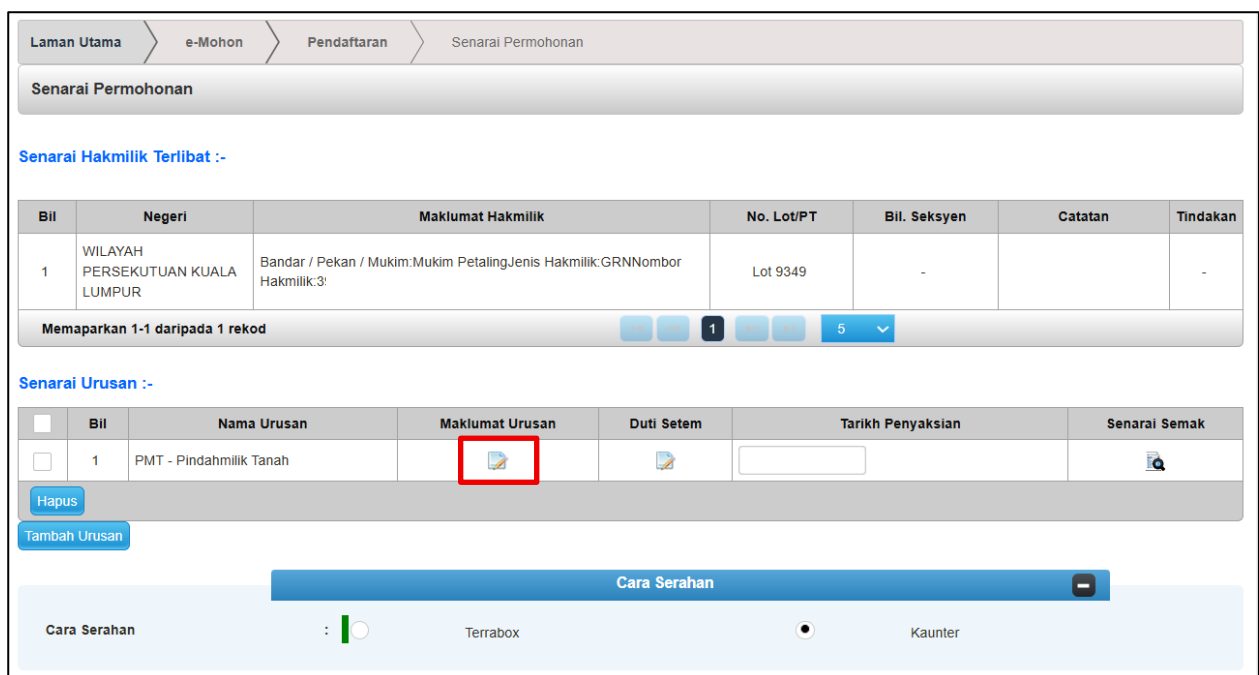 Laman Utama e-Mohon Pendaftaran Senarai Permohonan
Senarai Permohonan
Senarai Hakmilik Terlibat :-
Bil Negeri Maklumat Hakmilik No. Lot/PT Bil. Seksyen Catatan Tindakan
1 WILAYAH PERSEKUTUAN KUALA LUMPUR Bandar / Pekan / Mukim:Mukim PetalingJenis Hakmilik:GRNNombor Hakmilik:3 Lot 9349 - -
Memaparkan 1-1 daripada 1 rekod 1 5
Senarai Urusan :-
Bil Nama Urusan Maklumat Urusan Duti Setem Tarikh Penyaksian Senarai Semak
1 PMT - Pindahmilik Tanah
Hapus
Tambah Urusan
Cara Serahan
Cara Serahan : Terrabox Kaunter